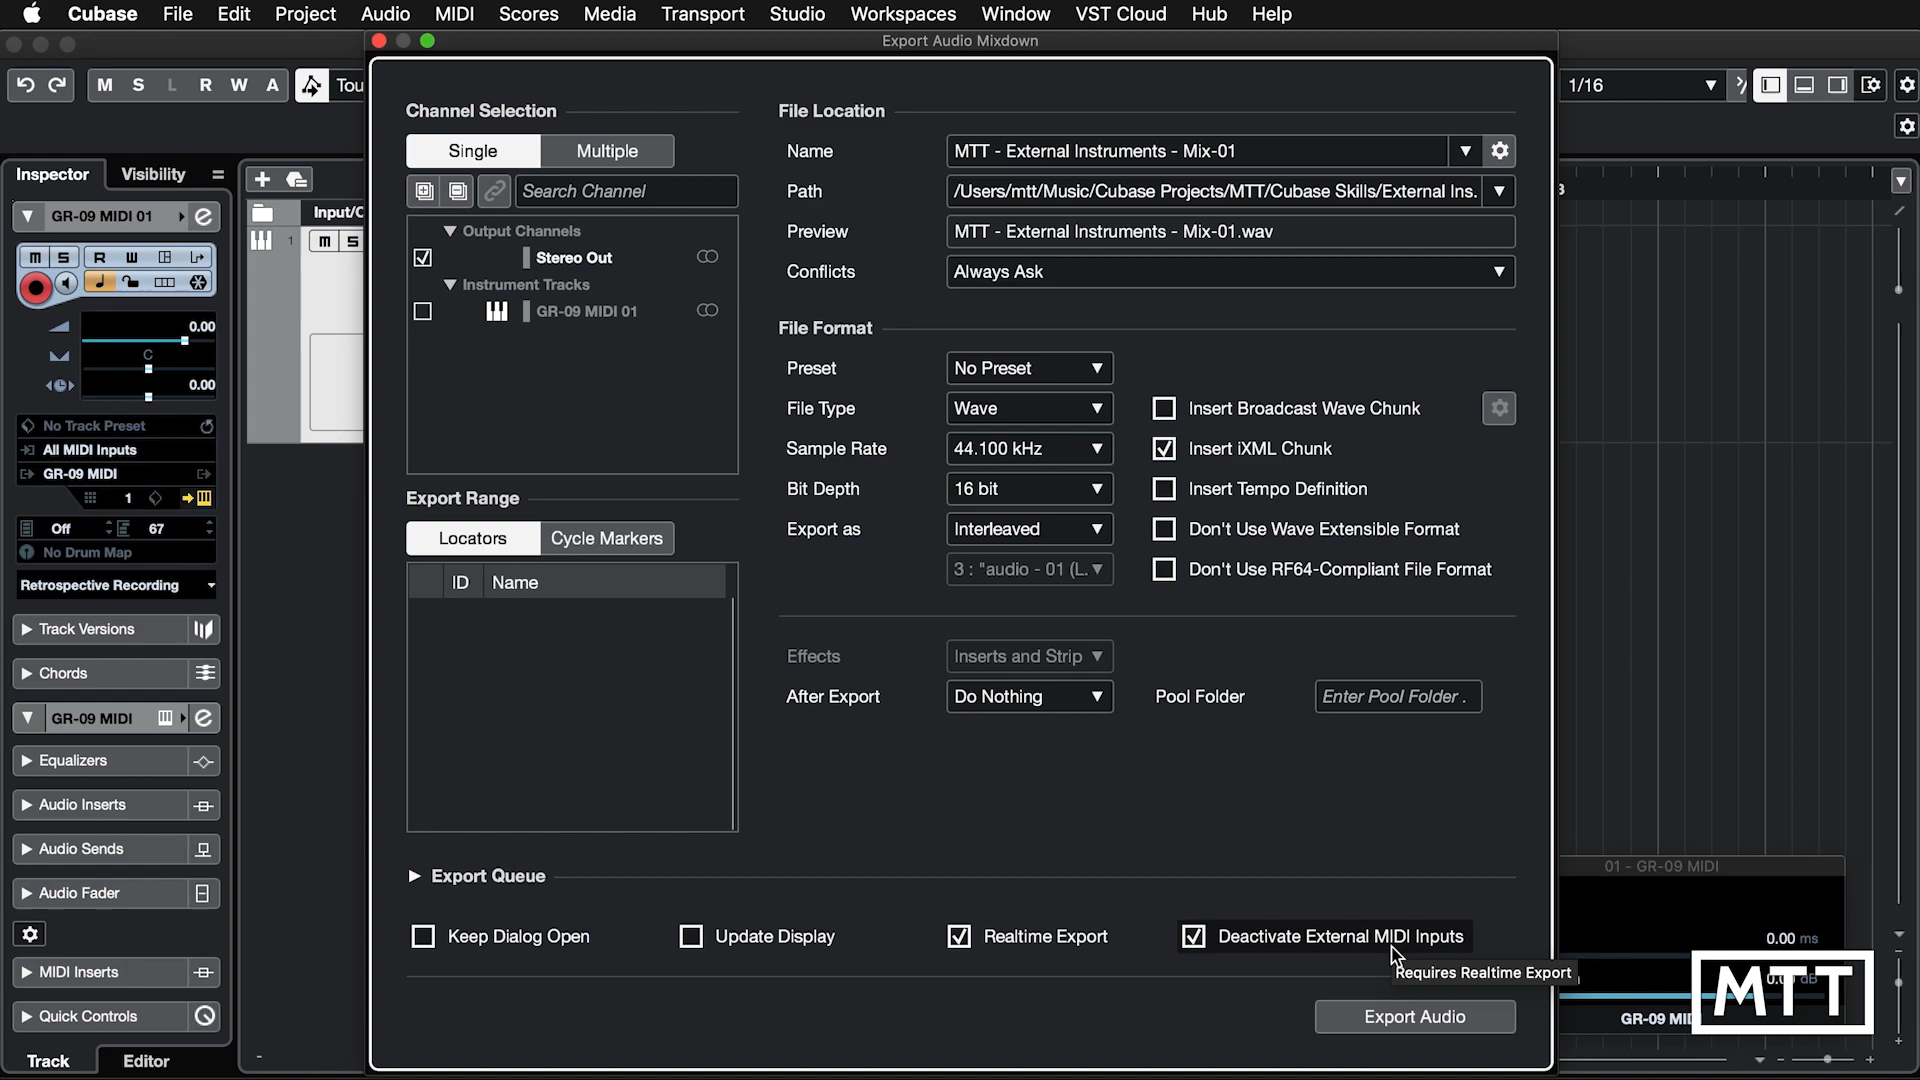 Cubase File Edit Project Audio MIDI Scores Media Transport Studio Workspaces Window VST Cloud Hub Help
Export Audio Mixdown
M S L R W A Tou
1/16
Inspector Visibility
GR-09 MIDI 01
m S R W
0.00
C
0.00
No Track Preset
All MIDI Inputs
GR-09 MIDI
1
Off 67
No Drum Map
Retrospective Recording
Track Versions
Chords
GR-09 MIDI
Equalizers
Audio Inserts
Audio Sends
Audio Fader
MIDI Inserts
Quick Controls
Track Editor
Input/O
1 m S
Channel Selection
Single Multiple
Search Channel
Output Channels
Stereo Out
Instrument Tracks
GR-09 MIDI 01
Export Range
Locators Cycle Markers
ID Name
File Location
Name MTT - External Instruments - Mix-01
Path /Users/mtt/Music/Cubase Projects/MTT/Cubase Skills/External Ins.
Preview MTT - External Instruments - Mix-01.wav
Conflicts Always Ask
File Format
Preset No Preset
File Type Wave Insert Broadcast Wave Chunk
Sample Rate 44.100 kHz Insert iXML Chunk
Bit Depth 16 bit Insert Tempo Definition
Export as Interleaved Don't Use Wave Extensible Format
3 : "audio - 01 (L. Don't Use RF64-Compliant File Format
Effects Inserts and Strip
After Export Do Nothing Pool Folder Enter Pool Folder .
Export Queue
Keep Dialog Open Update Display Realtime Export Deactivate External MIDI Inputs
Requires Realtime Export
Export Audio
01 - GR-09 MIDI
0.00 ms
dB
GR-09 MID
MTT